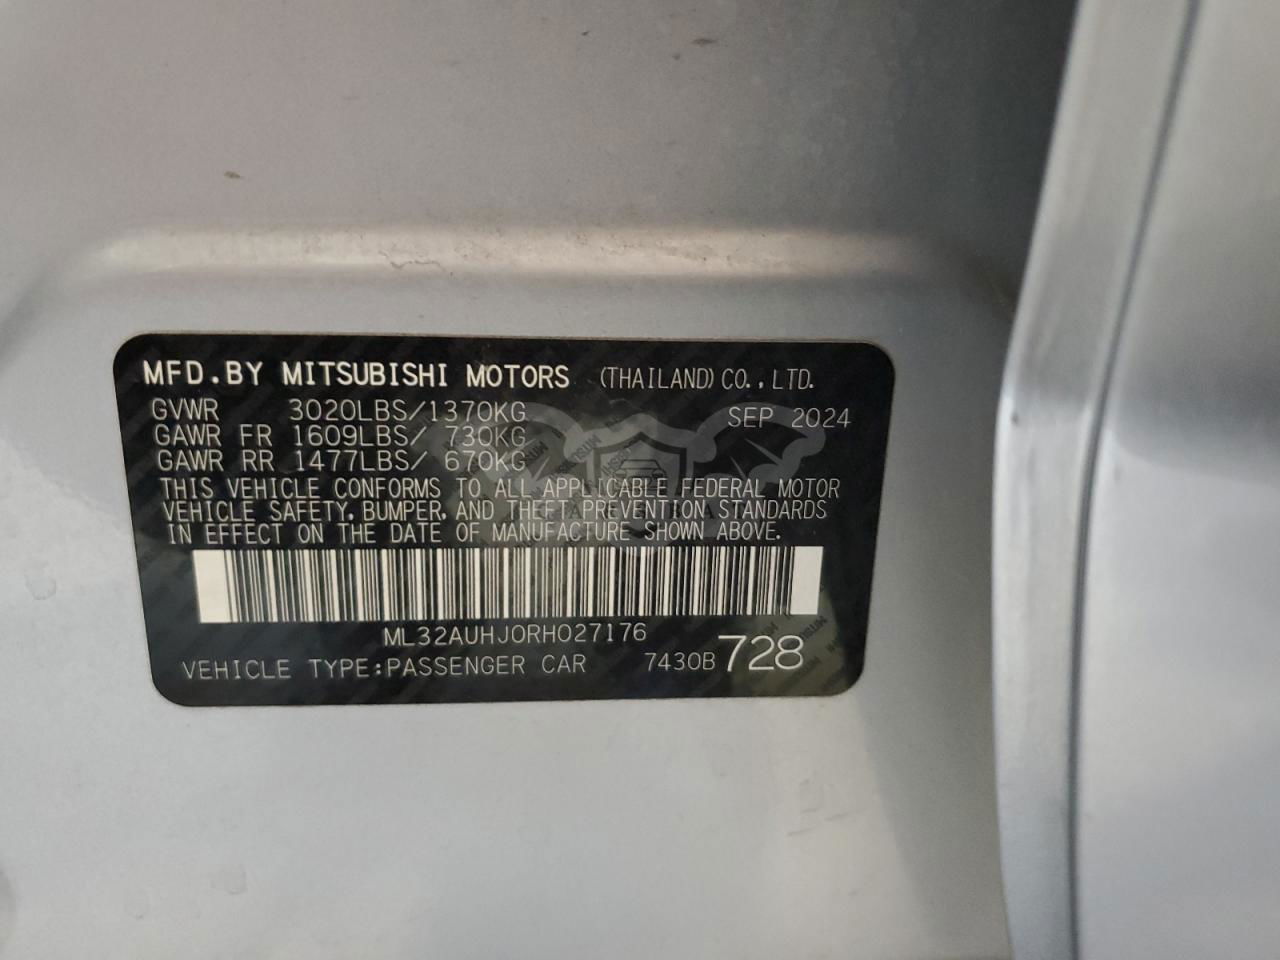 MFD.BY MITSUBISHI MOTORS (THAILAND) CO.,LTD.
GVWR 3020LBS/1370KG SEP 2024
GAWR FR 1609LBS/ 730KG
GAWR RR 1477LBS/ 670KG
THIS VEHICLE CONFORMS TO ALL APPLICABLE FEDERAL MOTOR
VEHICLE SAFETY, BUMPER, AND THEFT PREVENTION STANDARDS
IN EFFECT ON THE DATE OF MANUFACTURE SHOWN ABOVE.
ML32AUHJ0RH027176
VEHICLE TYPE:PASSENGER CAR 7430B 728